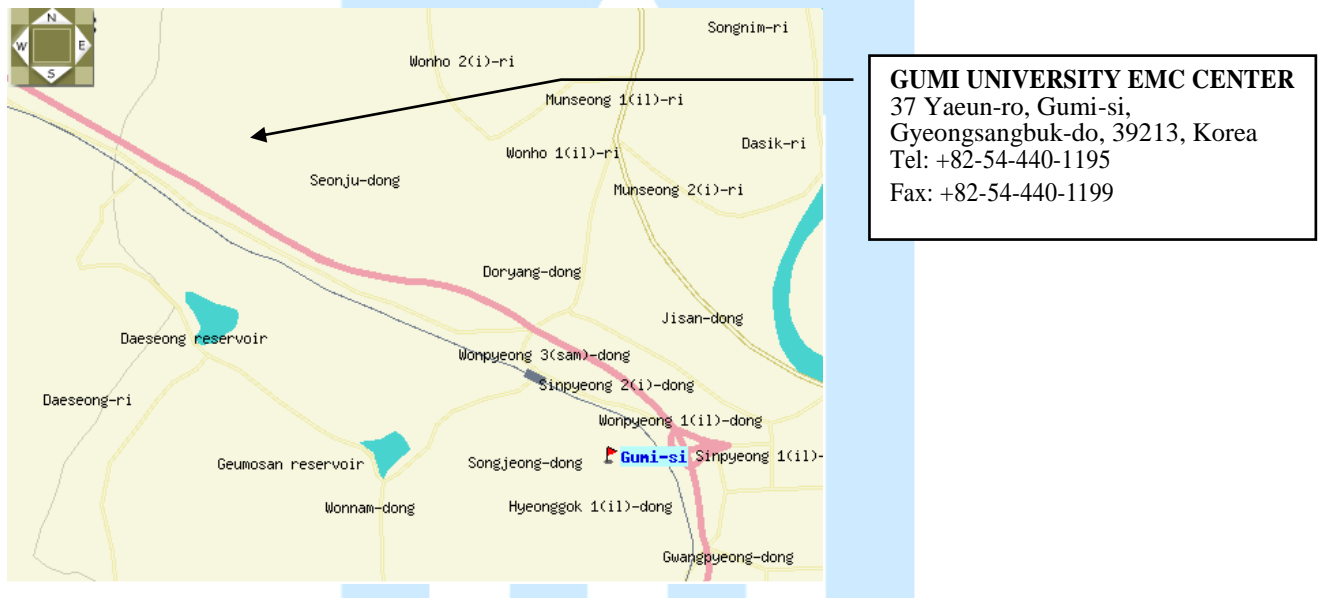 N
W
E
S
Songnim-ri
Wonho 2(i)-ri
Munseong 1(il)-ri
Dasik-ri
Wonho 1(il)-ri
Seonju-dong
Munseong 2(i)-ri
Doryang-dong
Jisan-dong
Daeseong reservoir
Wonpyeong 3(sam)-dong
Sinpyeong 2(i)-dong
Daeseong-ri
Wonpyeong 1(il)-dong
Gumi-si
Sinpyeong 1(il)-
Geumosan reservoir
Songjeong-dong
Wonnam-dong
Hyeonggok 1(il)-dong
Gwangpyeong-dong
GUMI UNIVERSITY EMC CENTER
37 Yaeun-ro, Gumi-si,
Gyeongsangbuk-do, 39213, Korea
Tel: +82-54-440-1195
Fax: +82-54-440-1199